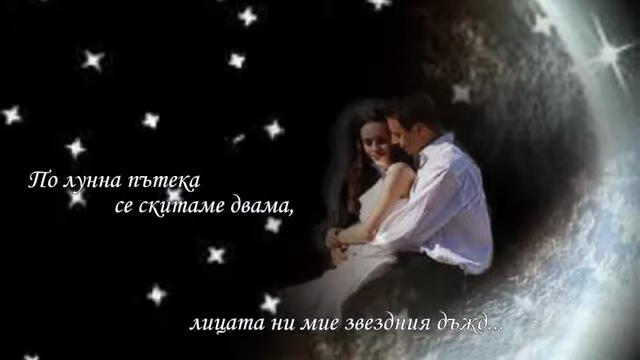 По лунна пътека
се скитаме двама,
лицата ни мие звездния дъжд...